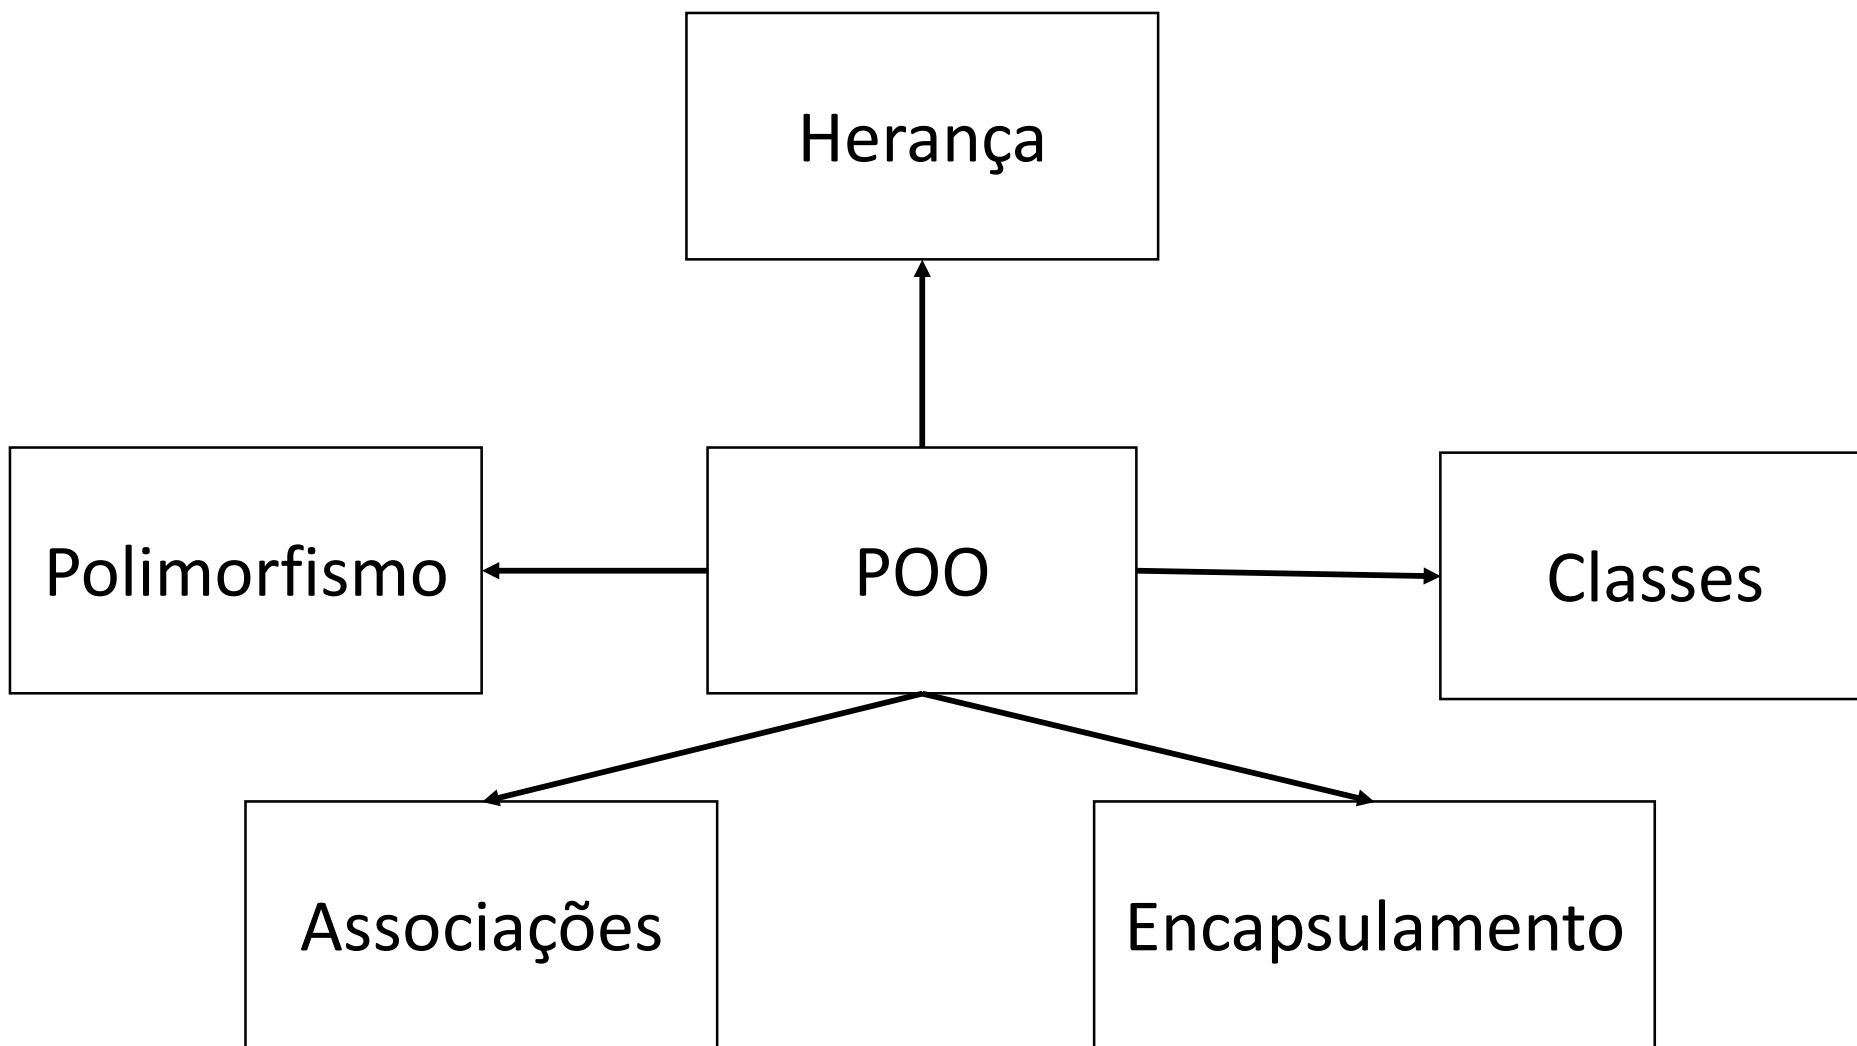 Herança
Polimorfismo
POO
Classes
Associações
Encapsulamento